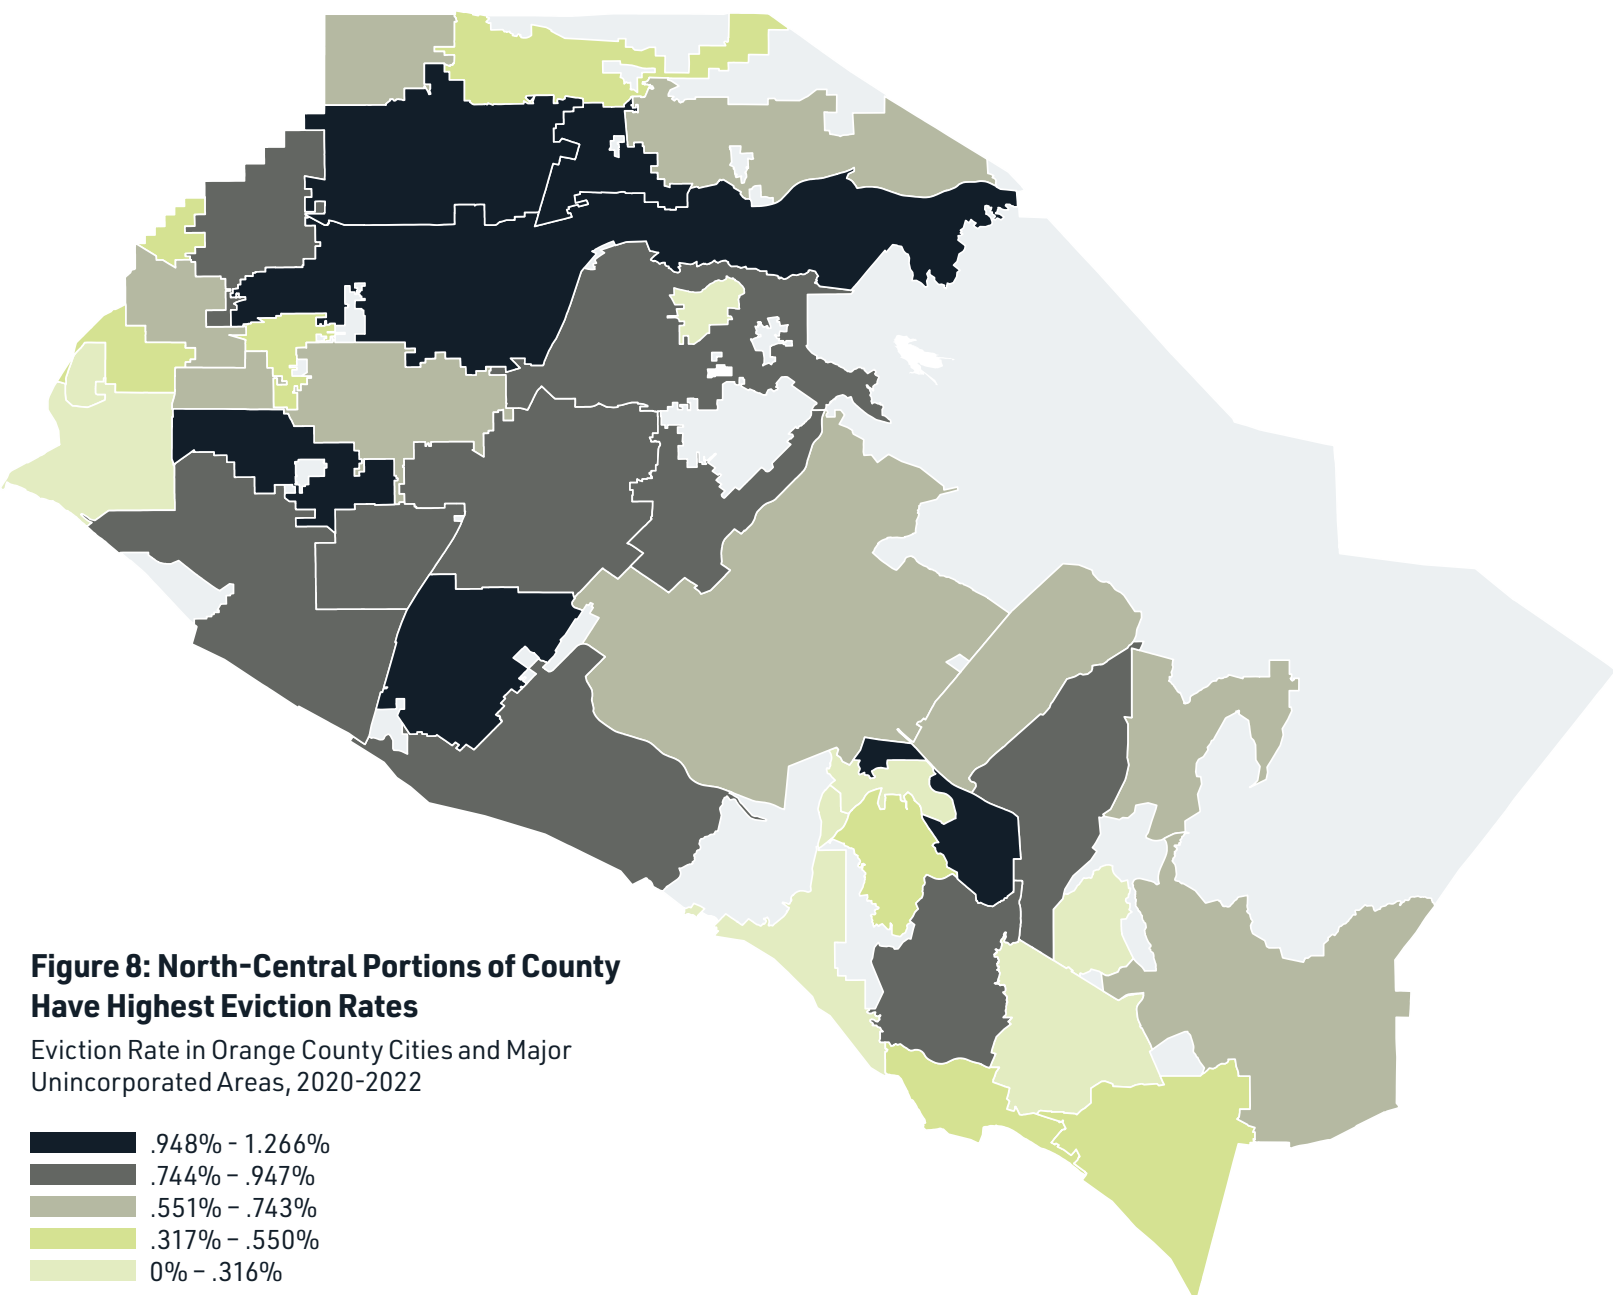 Figure 8: North-Central Portions of County
Have Highest Eviction Rates
Eviction Rate in Orange County Cities and Major
Unincorporated Areas, 2020-2022
.948% - 1.266%
.744% – .947%
.551% – .743%
.317% – .550%
0% – .316%